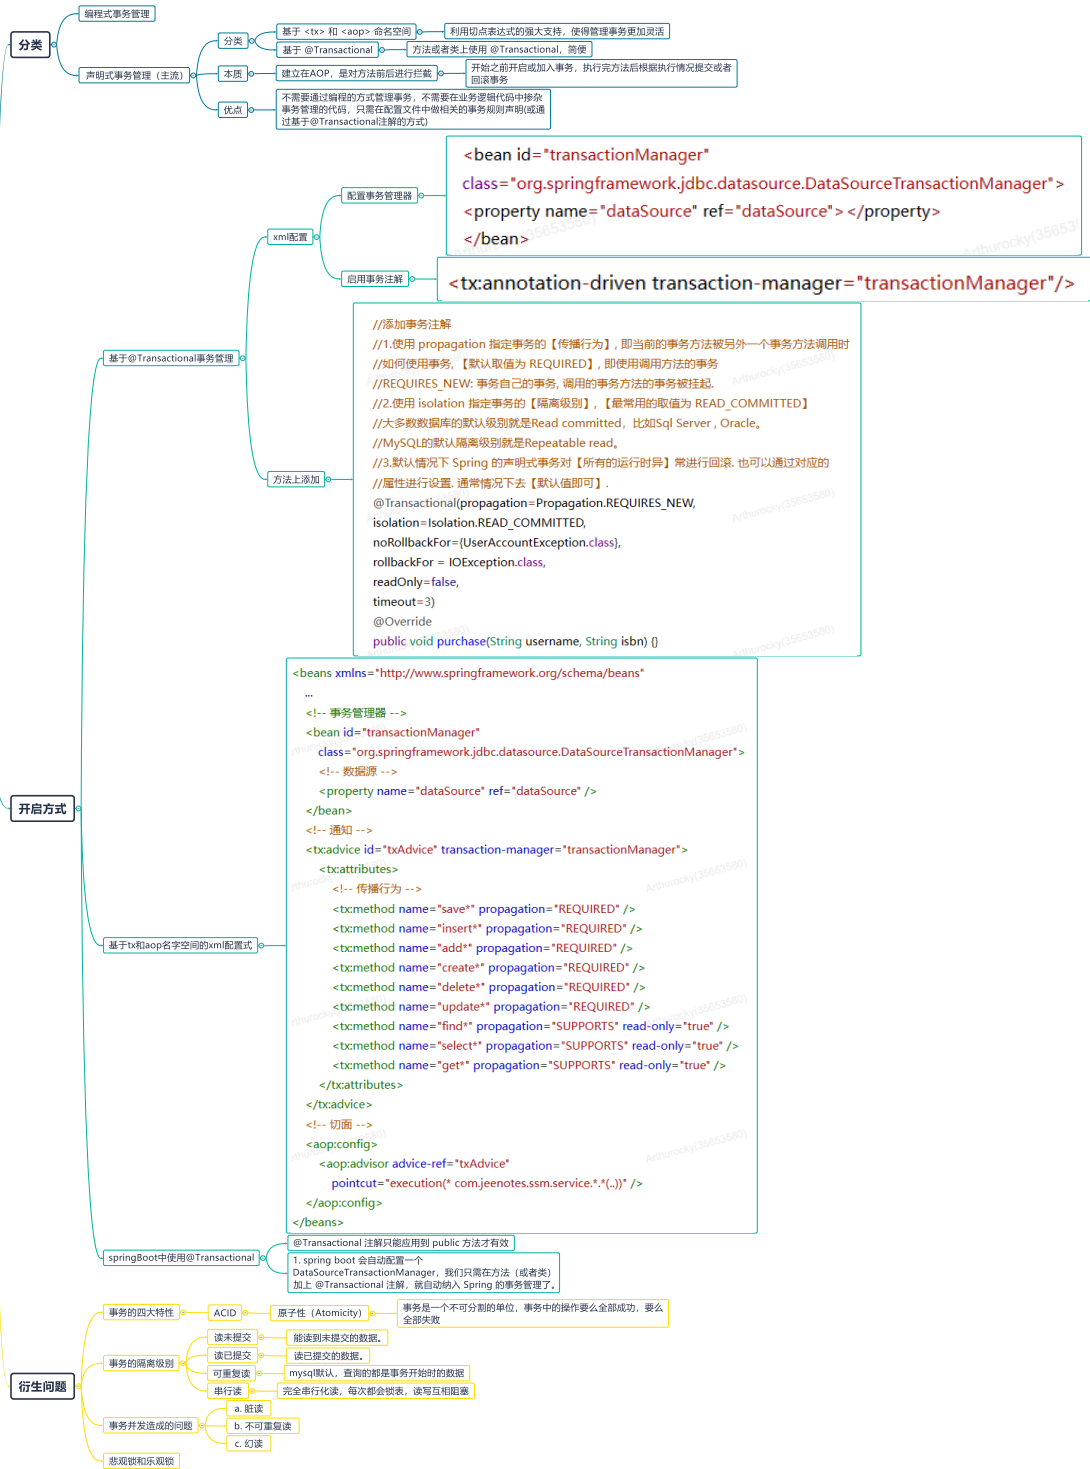 分类
编程式事务管理
声明式事务管理（主流）
分类
基于 <tx> 和 <aop> 命名空间
利用切点表达式的强大支持，使得管理事务更加灵活
基于 @Transactional
方法或者类上使用 @Transactional，简便
本质
建立在AOP，是对方法前后进行拦截
开始之前开启或加入事务，执行完方法后根据执行情况提交或者
回滚事务
优点
不需要通过编程的方式管理事务，不需要在业务逻辑代码中掺杂
事务管理的代码，只需在配置文件中做相关的事务规则声明(或通
过基于@Transactional注解的方式)
开启方式
基于@Transactional事务管理
xml配置
配置事务管理器
<bean id="transactionManager"
class="org.springframework.jdbc.datasource.DataSourceTransactionManager">
<property name="dataSource" ref="dataSource"></property>
</bean>
启用事务注解
<tx:annotation-driven transaction-manager="transactionManager"/>
方法上添加
//添加事务注解
//1.使用 propagation 指定事务的【传播行为】, 即当前的事务方法被另外一个事务方法调用时
//如何使用事务, 【默认取值为 REQUIRED】, 即使用调用方法的事务
//REQUIRES_NEW: 事务自己的事务, 调用的事务方法的事务被挂起.
//2.使用 isolation 指定事务的【隔离级别】, 【最常用的取值为 READ_COMMITTED】
//大多数数据库的默认级别就是Read committed，比如Sql Server , Oracle。
//MySQL的默认隔离级别就是Repeatable read。
//3.默认情况下 Spring 的声明式事务对【所有的运行时异】常进行回滚. 也可以通过对应的
//属性进行设置. 通常情况下去【默认值即可】.
@Transactional(propagation=Propagation.REQUIRES_NEW,
isolation=Isolation.READ_COMMITTED,
noRollbackFor={UserAccountException.class},
rollbackFor = IOException.class,
readOnly=false,
timeout=3)
@Override
public void purchase(String username, String isbn) {}
基于tx和aop名字空间的xml配置式
<beans xmlns="http://www.springframework.org/schema/beans"
...
<!-- 事务管理器 -->
<bean id="transactionManager"
class="org.springframework.jdbc.datasource.DataSourceTransactionManager">
<!-- 数据源 -->
<property name="dataSource" ref="dataSource" />
</bean>
<!-- 通知 -->
<tx:advice id="txAdvice" transaction-manager="transactionManager">
<tx:attributes>
<!-- 传播行为 -->
<tx:method name="save*" propagation="REQUIRED" />
<tx:method name="insert*" propagation="REQUIRED" />
<tx:method name="add*" propagation="REQUIRED" />
<tx:method name="create*" propagation="REQUIRED" />
<tx:method name="delete*" propagation="REQUIRED" />
<tx:method name="update*" propagation="REQUIRED" />
<tx:method name="find*" propagation="SUPPORTS" read-only="true" />
<tx:method name="select*" propagation="SUPPORTS" read-only="true" />
<tx:method name="get*" propagation="SUPPORTS" read-only="true" />
</tx:attributes>
</tx:advice>
<!-- 切面 -->
<aop:config>
<aop:advisor advice-ref="txAdvice"
pointcut="execution(* com.jeenotes.ssm.service.*.*(..))" />
</aop:config>
</beans>
springBoot中使用@Transactional
@Transactional 注解只能应用到 public 方法才有效
1. spring boot 会自动配置一个
DataSourceTransactionManager，我们只需在方法（或者类）
加上 @Transactional 注解，就自动纳入 Spring 的事务管理了。
衍生问题
事务的四大特性
ACID
原子性（Atomicity）
事务是一个不可分割的单位，事务中的操作要么全部成功，要么
全部失败
事务的隔离级别
读未提交
能读到未提交的数据。
读已提交
读已提交的数据。
可重复读
mysql默认，查询的都是事务开始时的数据
串行读
完全串行化读，每次都会锁表，读写互相阻塞
事务并发造成的问题
a. 脏读
b. 不可重复读
c. 幻读
悲观锁和乐观锁